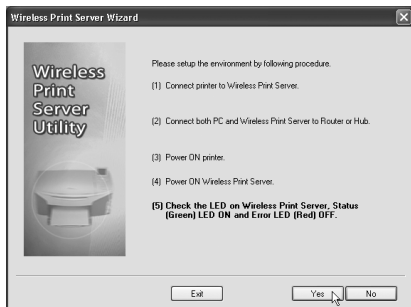 Wireless Print Server Wizard
Wireless
Print
Server
Utility
Please setup the environment by following procedure.
(1) Connect printer to Wireless Print Server.
(2) Connect both PC and Wireless Print Server to Router or Hub.
(3) Power ON printer.
(4) Power ON Wireless Print Server.
(5) Check the LED on Wireless Print Server, Status
(Green) LED ON and Error LED (Red) OFF.
Exit
Yes
No